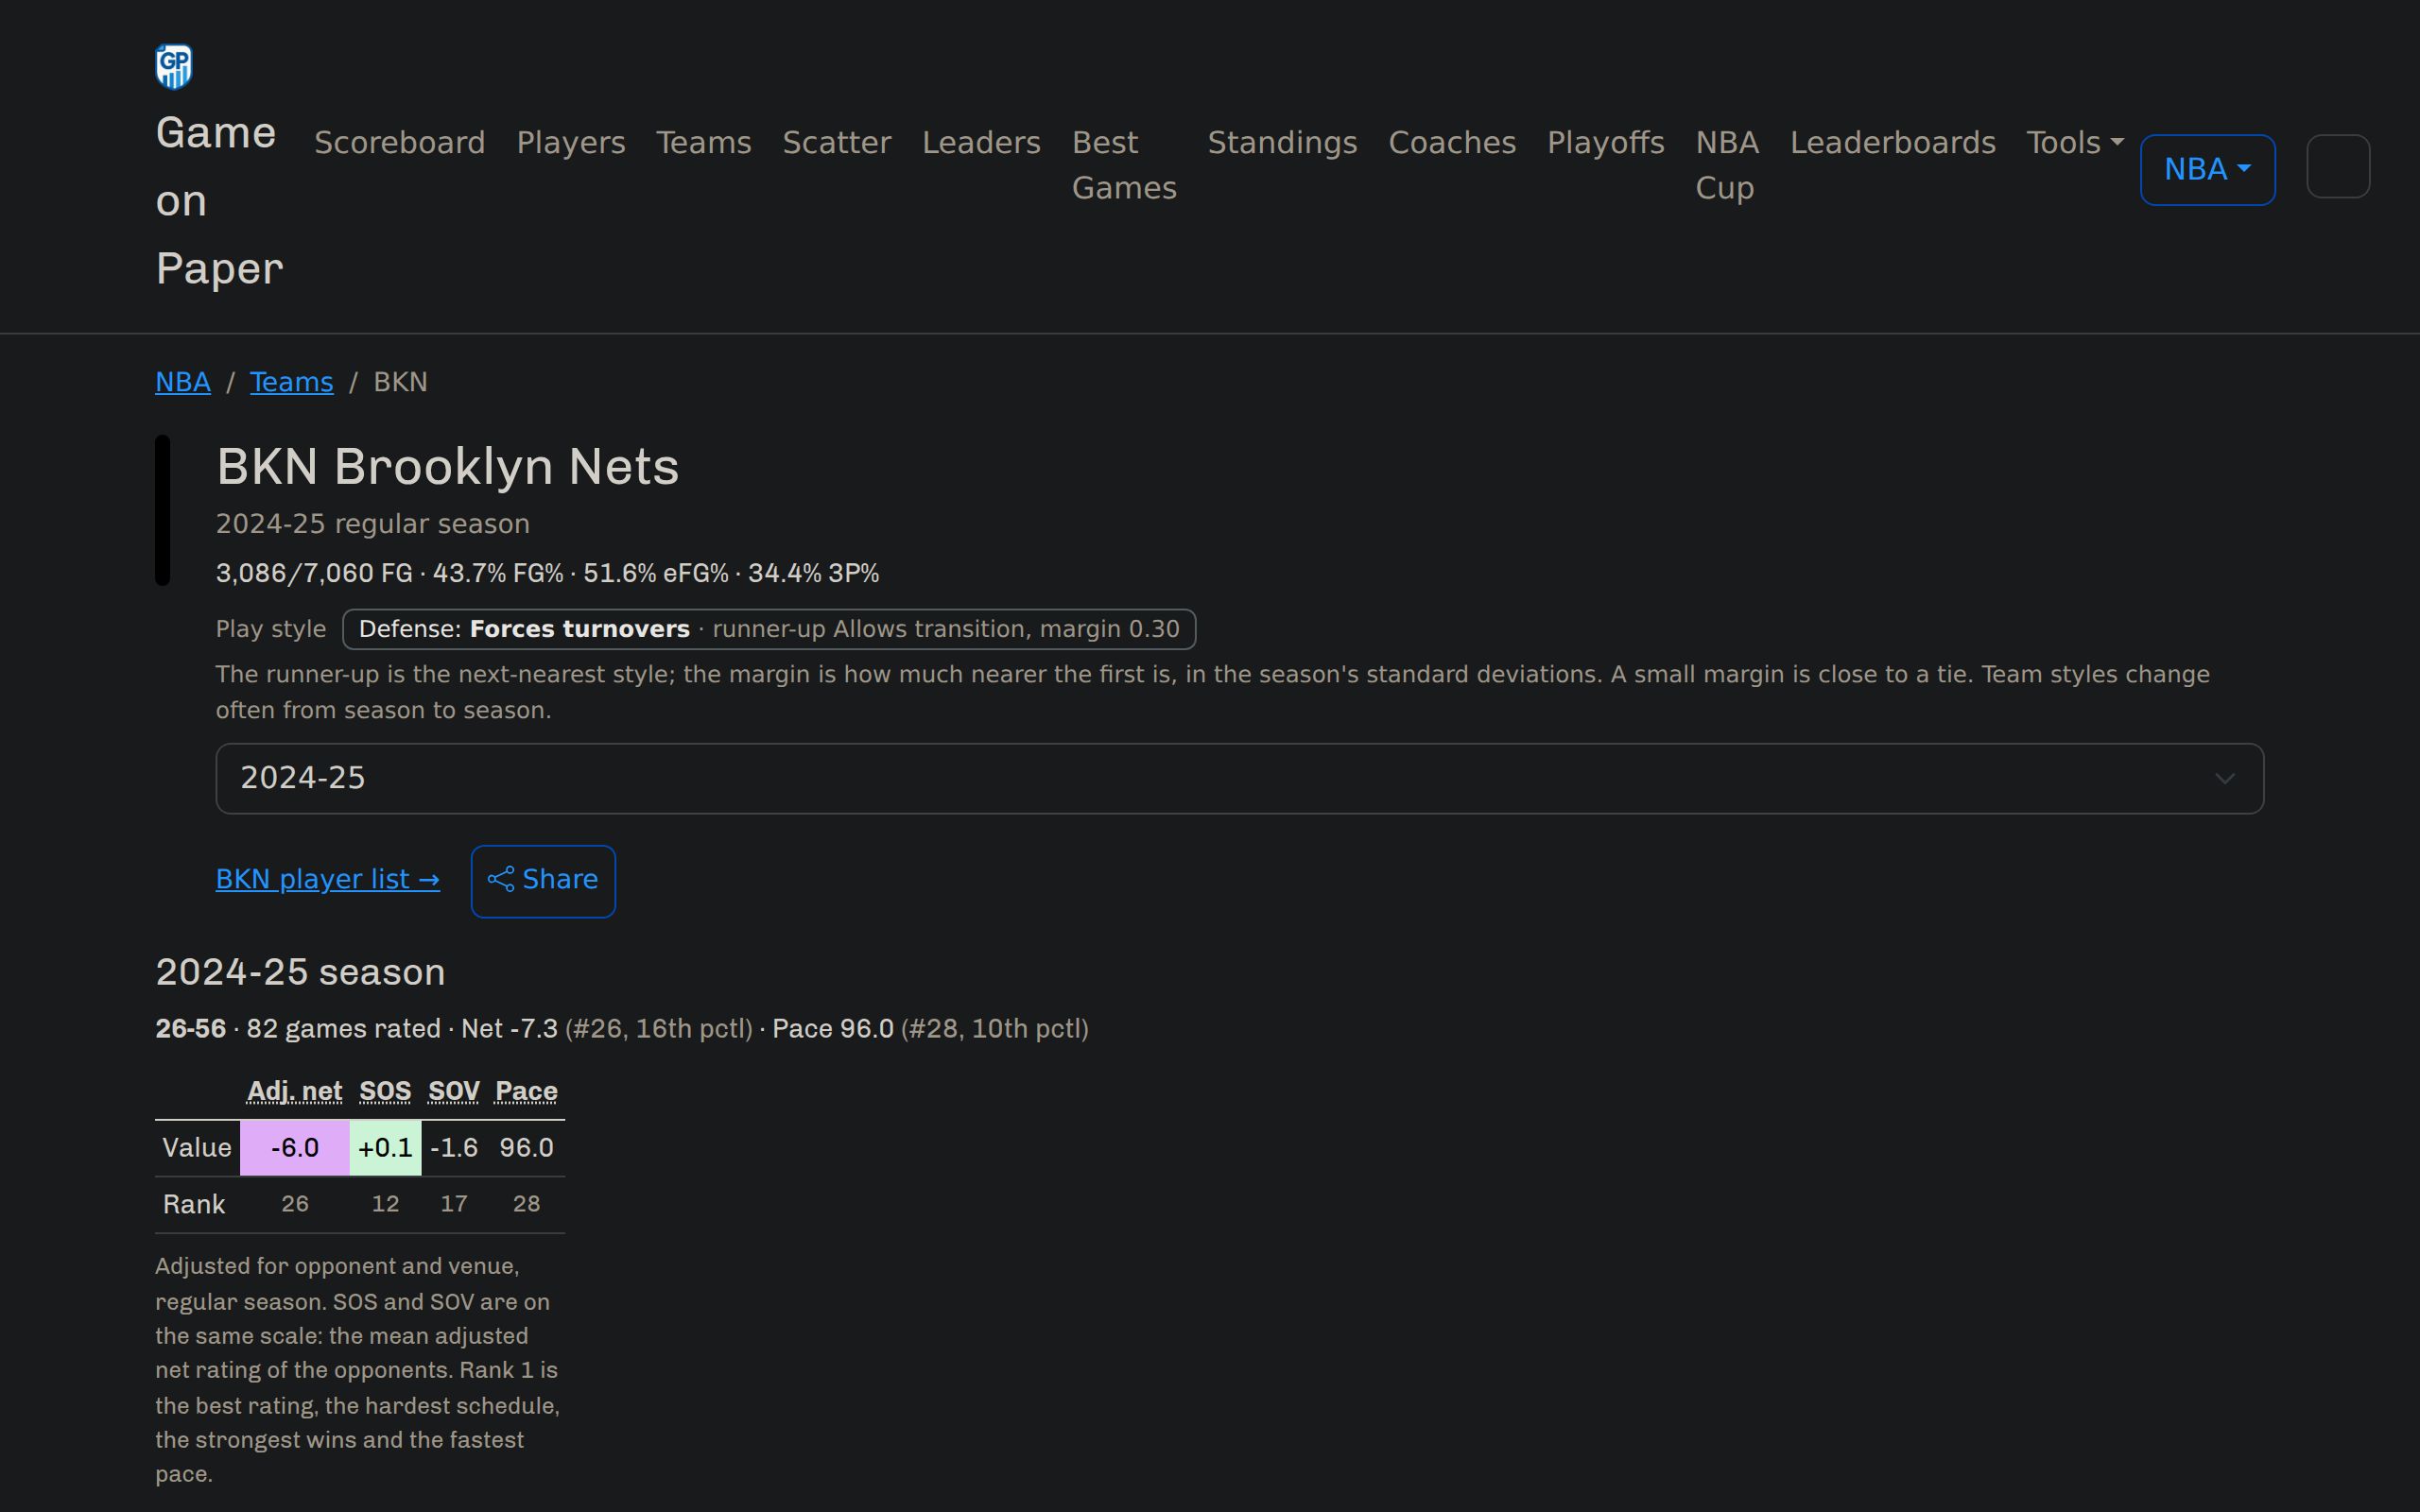 GP
Game
on
Paper
Scoreboard Players Teams Scatter Leaders Best Games Standings Coaches Playoffs NBA Cup Leaderboards Tools NBA
NBA / Teams / BKN
BKN Brooklyn Nets
2024-25 regular season
3,086/7,060 FG · 43.7% FG% · 51.6% eFG% · 34.4% 3P%
Play style Defense: Forces turnovers · runner-up Allows transition, margin 0.30
The runner-up is the next-nearest style; the margin is how much nearer the first is, in the season's standard deviations. A small margin is close to a tie. Team styles change
often from season to season.
2024-25
BKN player list → Share
2024-25 season
26-56 · 82 games rated · Net -7.3 (#26, 16th pctl) · Pace 96.0 (#28, 10th pctl)
Adj. net SOS SOV Pace
Value -6.0 +0.1 -1.6 96.0
Rank 26 12 17 28
Adjusted for opponent and venue,
regular season. SOS and SOV are on
the same scale: the mean adjusted
net rating of the opponents. Rank 1 is
the best rating, the hardest schedule,
the strongest wins and the fastest
pace.